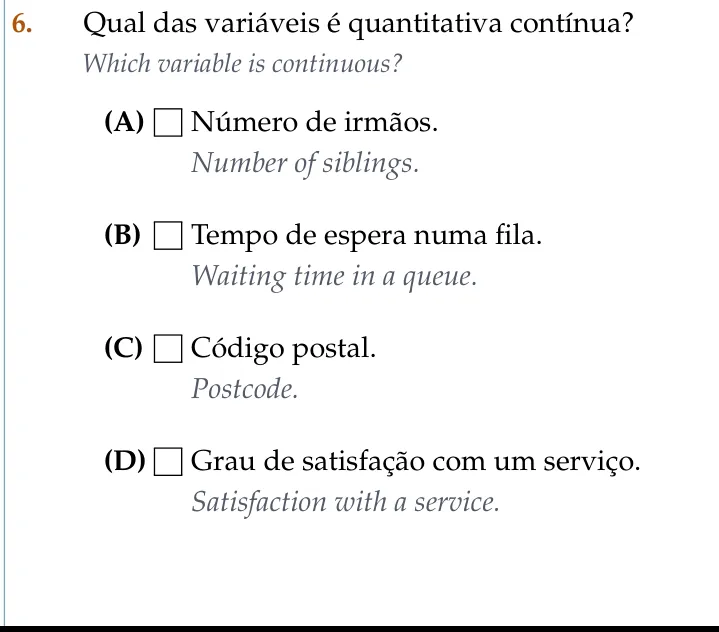 6. Qual das variáveis é quantitativa contínua?
Which variable is continuous?
(A) Número de irmãos.
Number of siblings.
(B) Tempo de espera numa fila.
Waiting time in a queue.
(C) Código postal.
Postcode.
(D) Grau de satisfação com um serviço.
Satisfaction with a service.